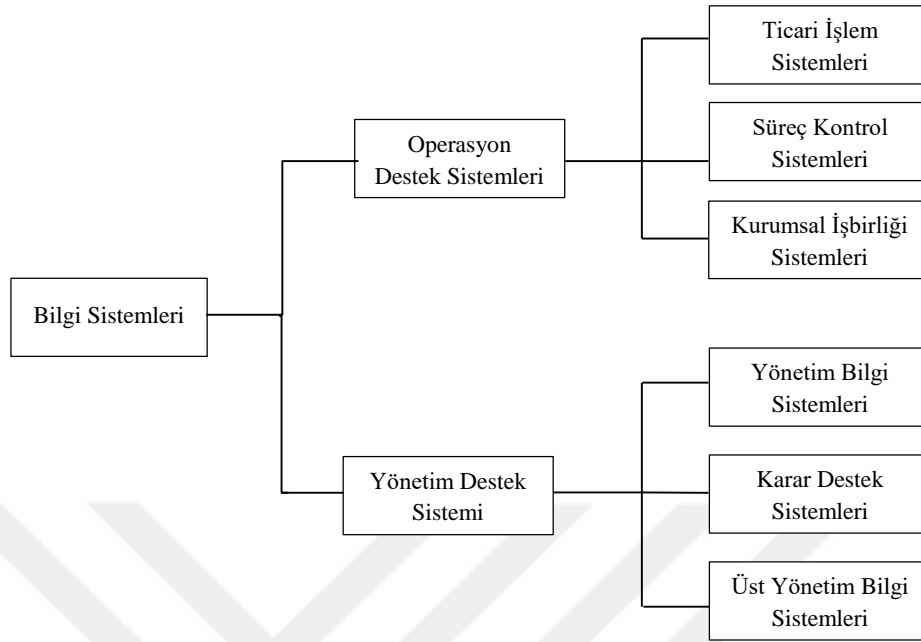 Bilgi Sistemleri
Operasyon
Destek Sistemleri
Ticari İşlem
Sistemleri
Süreç Kontrol
Sistemleri
Kurumsal İşbirliği
Sistemleri
Yönetim Destek
Sistemi
Yönetim Bilgi
Sistemleri
Karar Destek
Sistemleri
Üst Yönetim Bilgi
Sistemleri